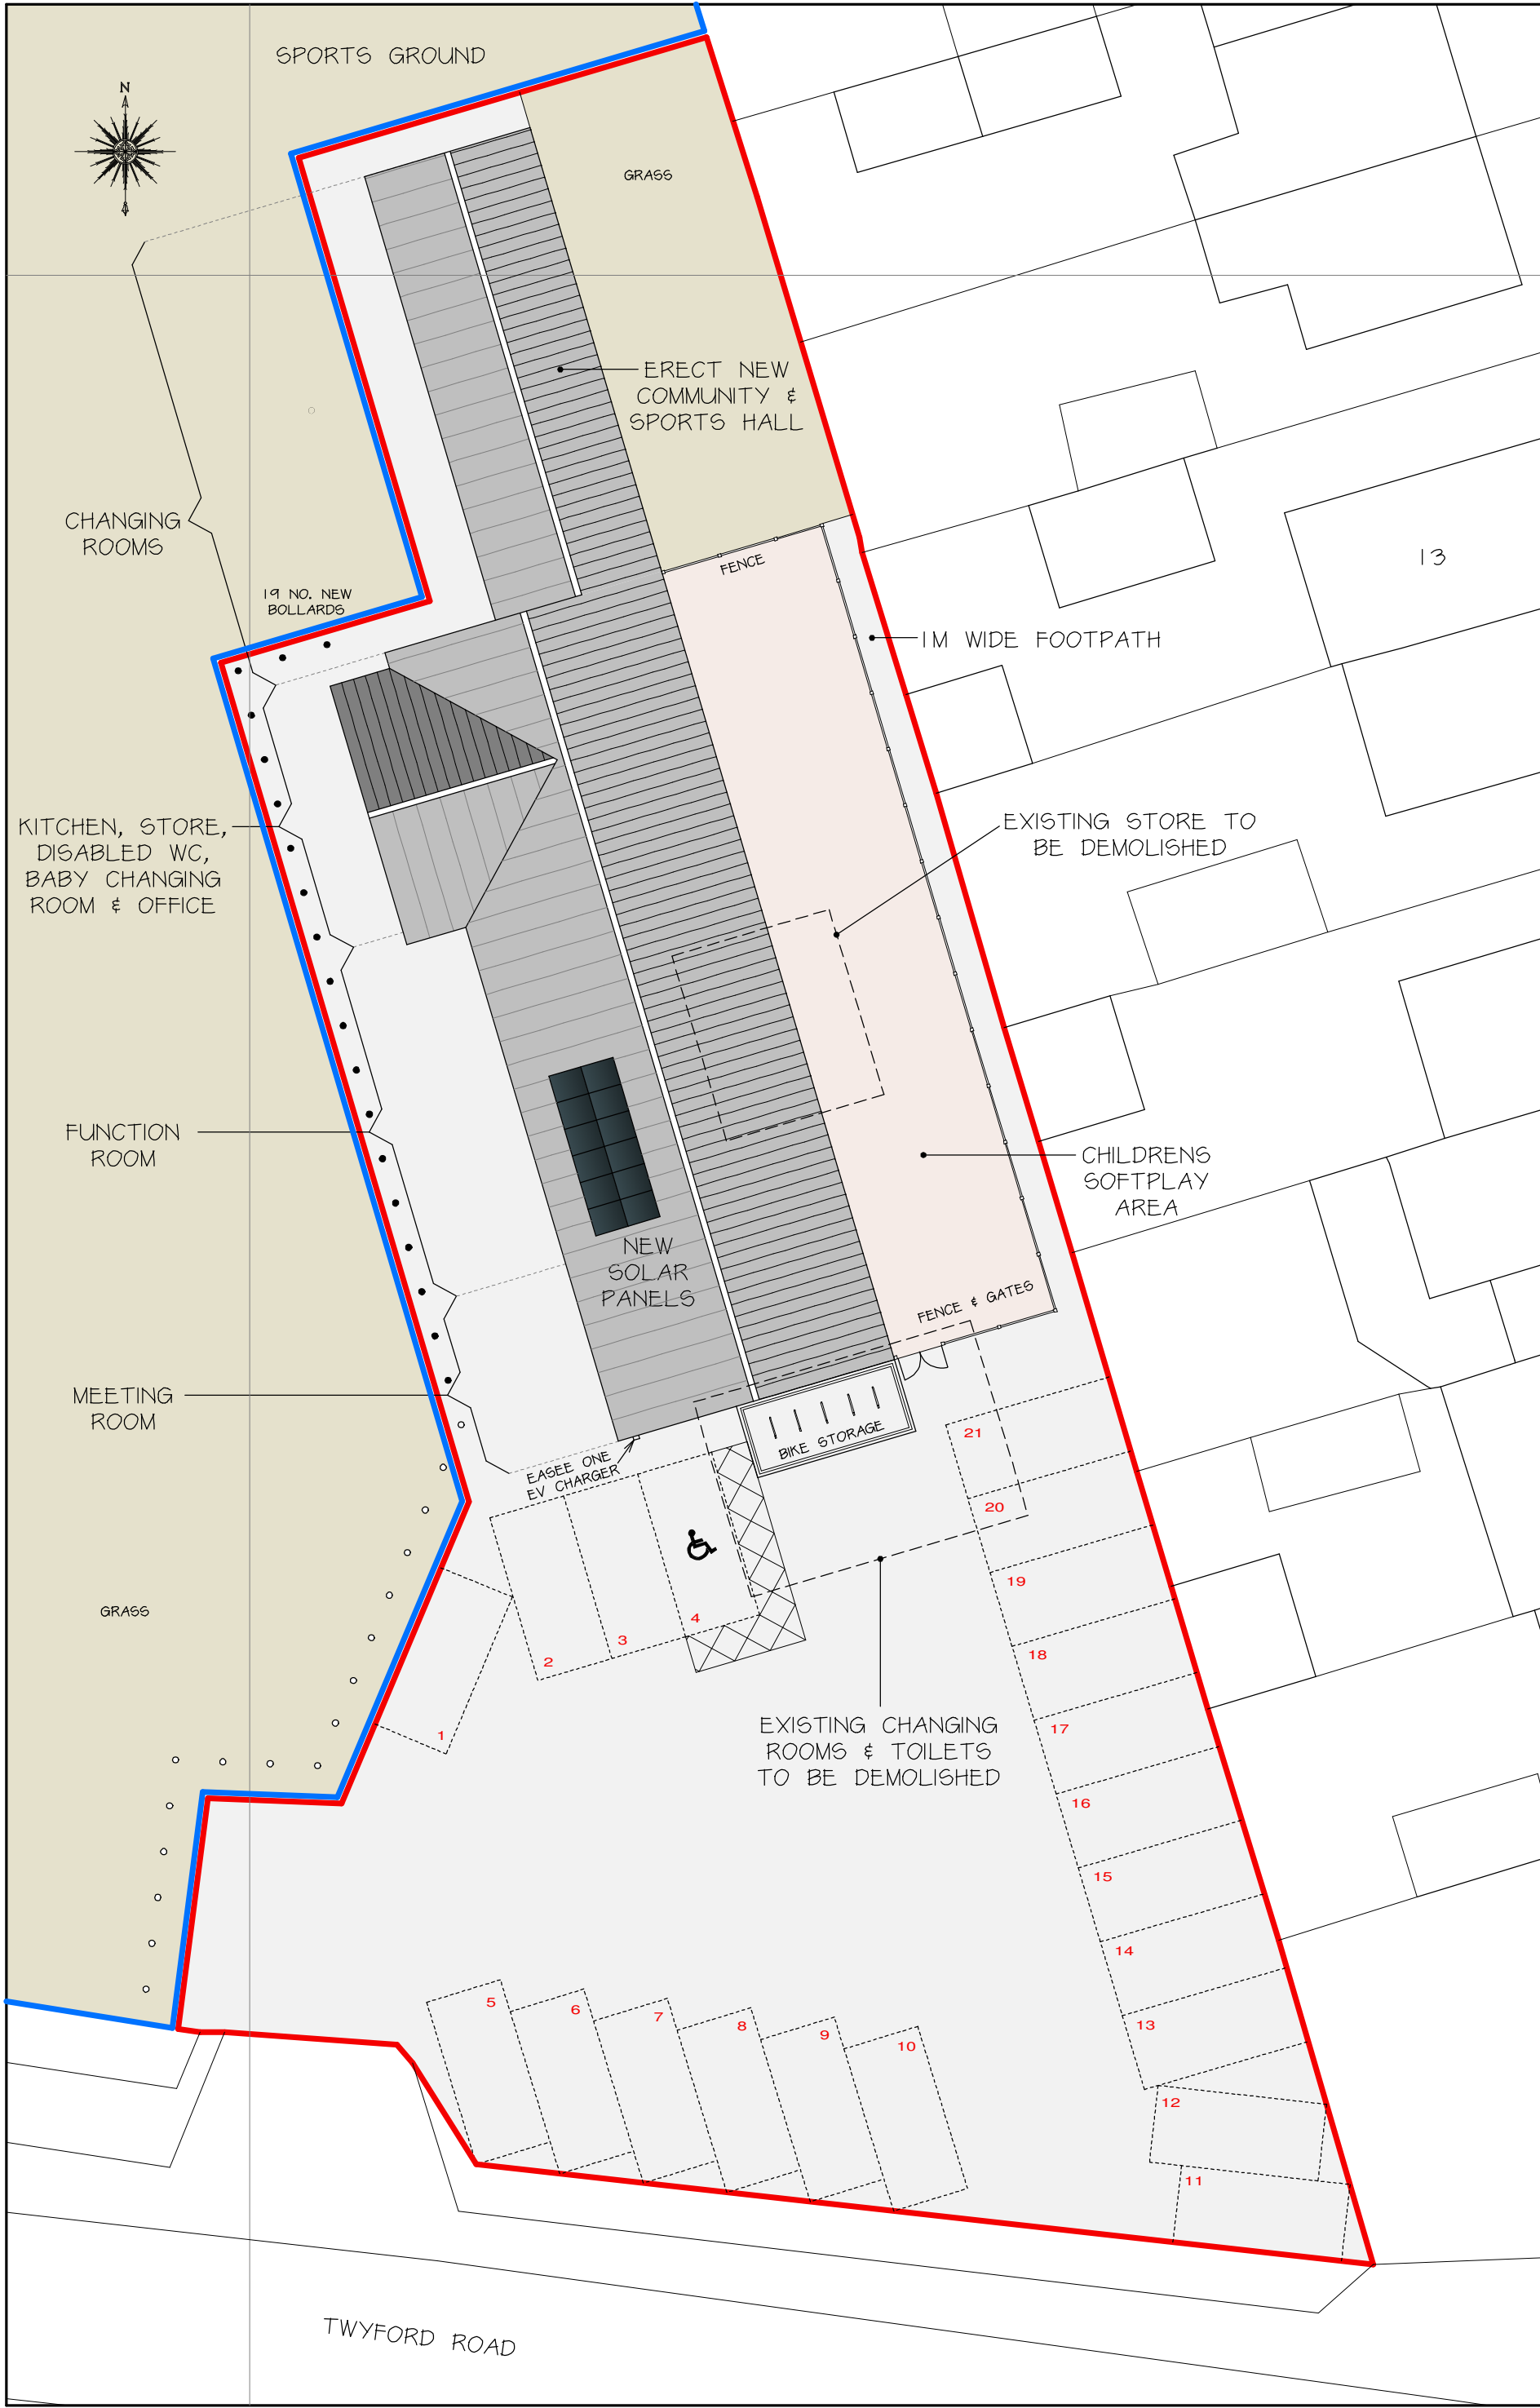 SPORTS GROUND
N
GRASS
ERECT NEW
COMMUNITY &
SPORTS HALL
CHANGING
ROOMS
13
FENCE
19 NO. NEW
BOLLARDS
1M WIDE FOOTPATH
KITCHEN, STORE,
DISABLED WC,
BABY CHANGING
ROOM & OFFICE
EXISTING STORE TO
BE DEMOLISHED
FUNCTION
ROOM
CHILDRENS
SOFTPLAY
AREA
NEW
SOLAR
PANELS
FENCE & GATES
MEETING
ROOM
BIKE STORAGE
EASEE ONE
EV CHARGER
21
20
19
18
17
16
15
14
13
12
11
GRASS
1
2
3
4
EXISTING CHANGING
ROOMS & TOILETS
TO BE DEMOLISHED
5
6
7
8
9
10
TWYFORD ROAD